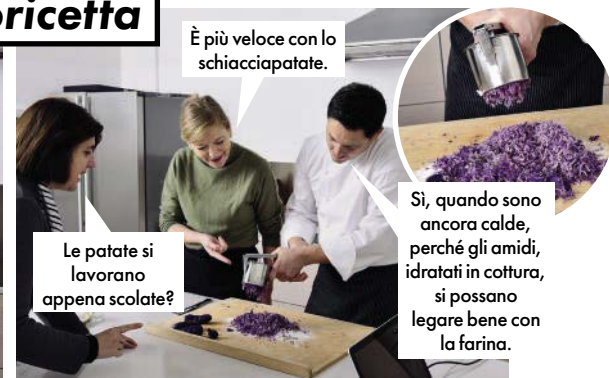 ricetta
È più veloce con lo
schiacciapatate.
Le patate si
lavorano
appena scolate?
Sì, quando sono
ancora calde,
perché gli amidi,
idratati in cottura,
si possano
legare bene con
la farina.